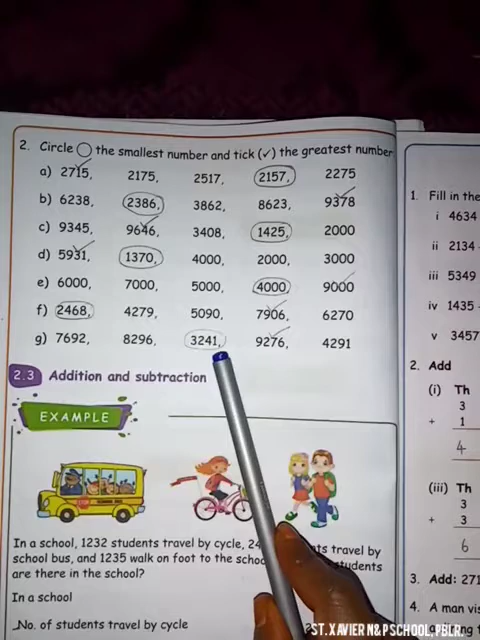 2. Circle the smallest number and tick (✓) the greatest number
a) 2715, 2175, 2517, 2157, 2275
b) 6238, 2386, 3862, 8623, 9378
c) 9345, 9646, 3408, 1425, 2000
d) 5931, 1370, 4000, 2000, 3000
e) 6000, 7000, 5000, 4000, 9000
f) 2468, 4279, 5090, 7906, 6270
g) 7692, 8296, 3241, 9276, 4291
2.3 Addition and subtraction
EXAMPLE
SCHOOL BUS
In a school, 1232 students travel by cycle, travel by
school bus, and 1235 walk on foot to the students
are there in the school?
In a school
No. of students travel by cycle
1. Fill in the
i 4634
ii 2134
iii 5349
iv 1435
v 3457
2. Add
(i) Th
3
+ 1
4
(iii) Th
3
+ 3
6
3. Add: 271
4. A man
ST.XAVIER N&P SCHOOL.PBLR